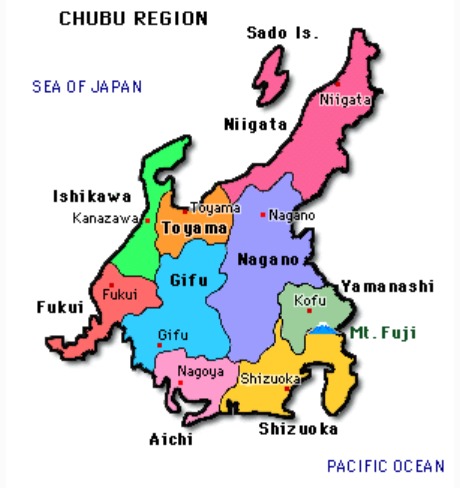 CHUBU REGION
Sado Is.
SEA OF JAPAN
Niigata
Niigata
Ishikawa
Toyama
Kanazawa
Nagano
Toyama
Nagano
Gifu
Yamanashi
Fukui
Kofu
Fukui
Mt. Fuji
Gifu
Nagoya
Shizuoka
Shizuoka
Aichi
PACIFIC OCEAN